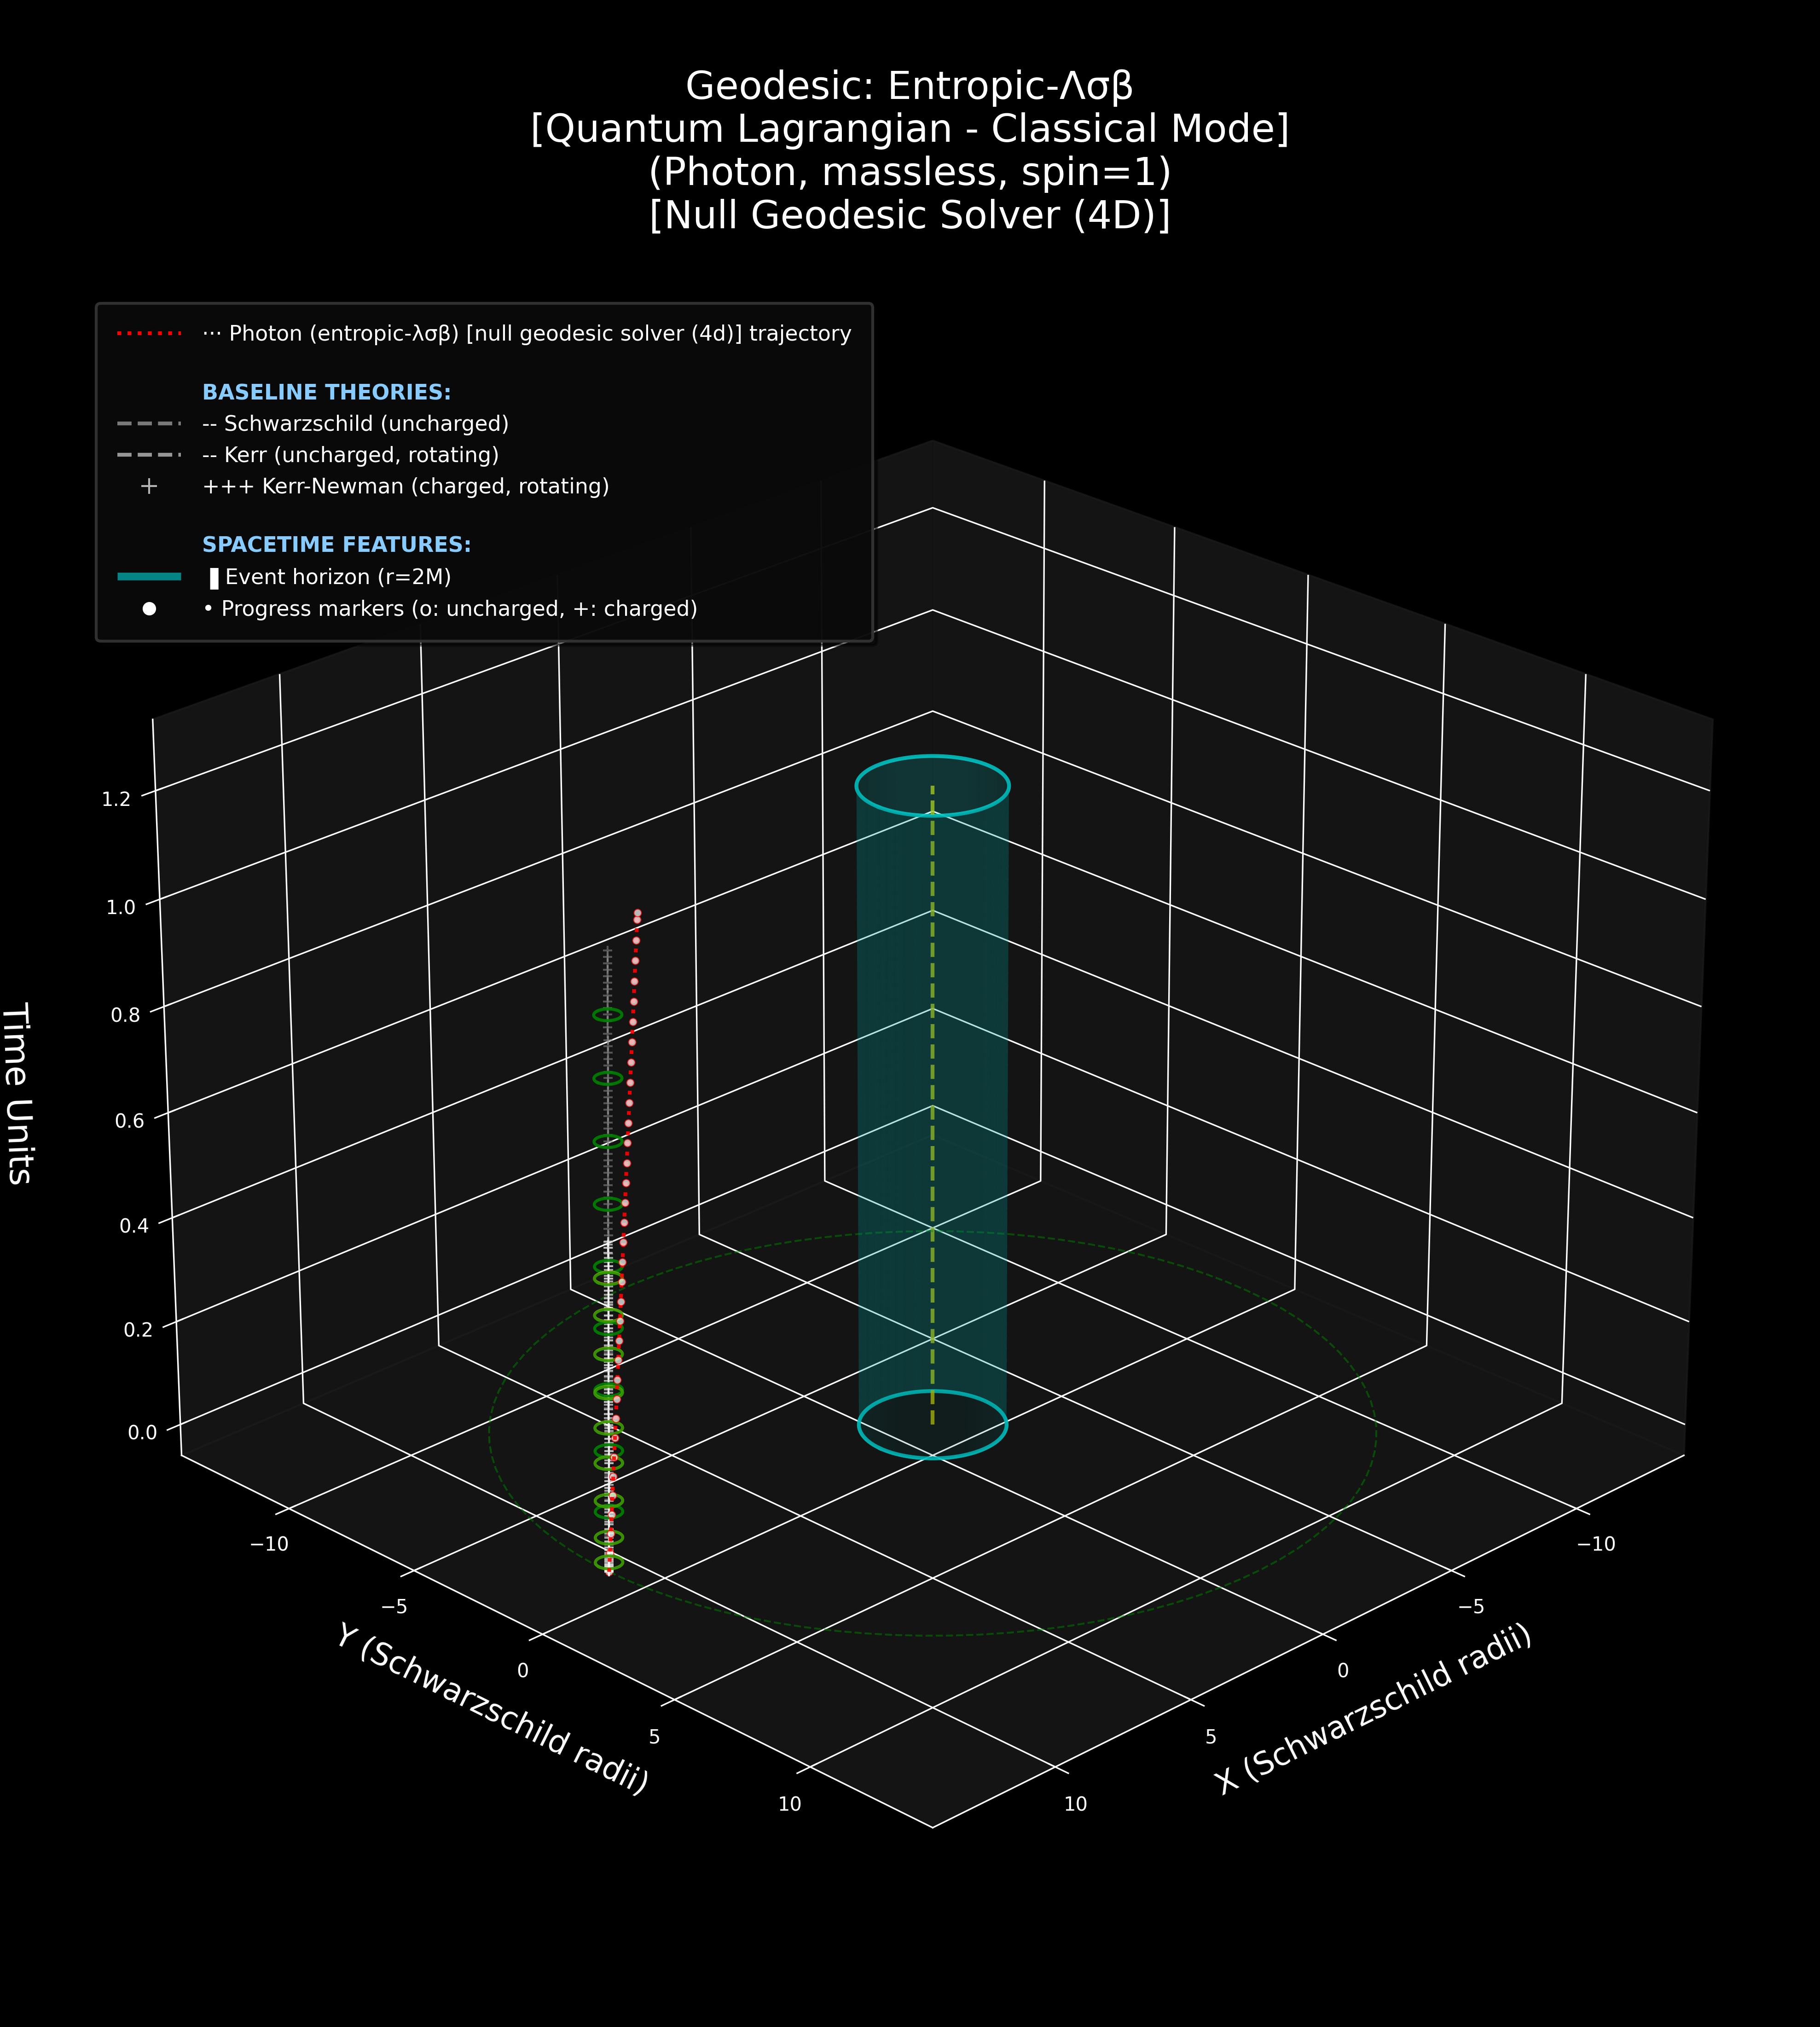 Geodesic: Entropic-Λσβ
[Quantum Lagrangian - Classical Mode]
(Photon, massless, spin=1)
[Null Geodesic Solver (4D)]
··· Photon (entropic-λσβ) [null geodesic solver (4d)] trajectory
BASELINE THEORIES:
-- Schwarzschild (uncharged)
-- Kerr (uncharged, rotating)
+++ Kerr-Newman (charged, rotating)
SPACETIME FEATURES:
▐ Event horizon (r=2M)
• Progress markers (o: uncharged, +: charged)
1.2
1.0
0.8
0.6
0.4
0.2
0.0
Time Units
−10
−5
0
5
10
Y (Schwarzschild radii)
−10
−5
0
5
10
X (Schwarzschild radii)